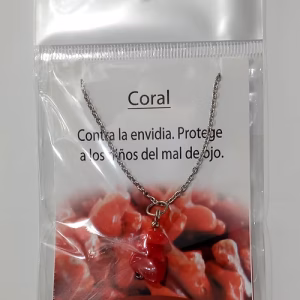 Coral
Contra la envidia. Protege
a los niños del mal de ojo.